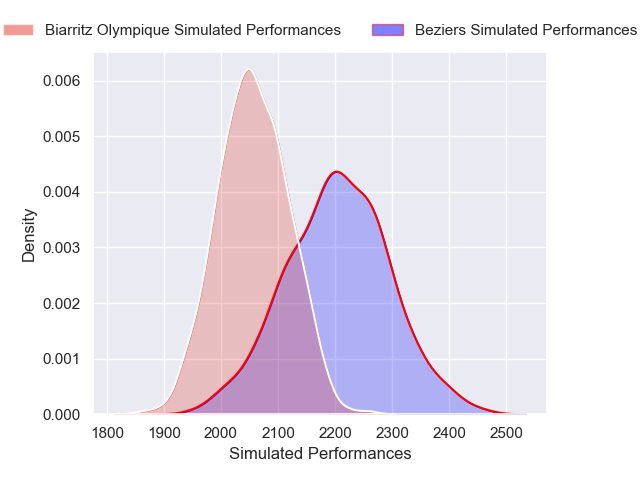 Biarritz Olympique Simulated Performances
Beziers Simulated Performances
0.006
0.005
0.004
0.003
0.002
0.001
0.000
Density
1800 1900 2000 2100 2200 2300 2400 2500
Simulated Performances